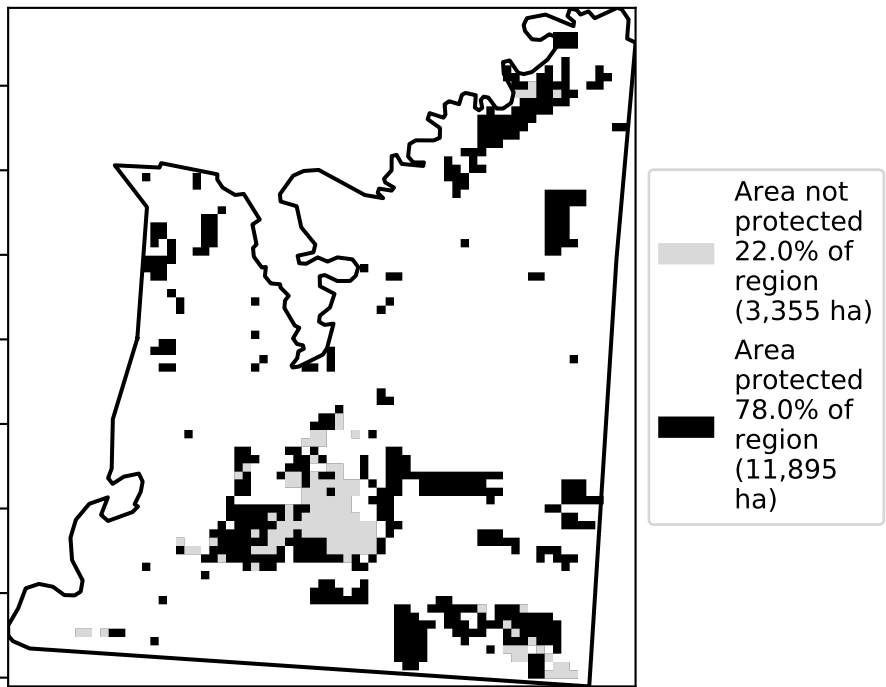 Area not
protected
22.0% of
region
(3,355 ha)
Area
protected
78.0% of
region
(11,895
ha)